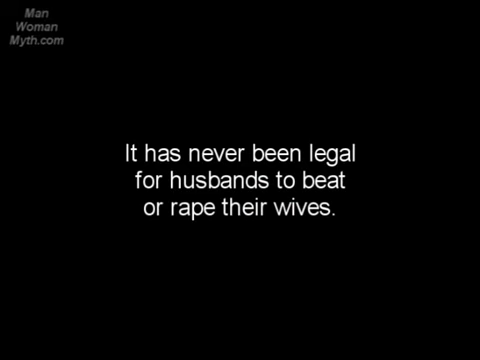 Man
Woman
Myth.com
It has never been legal
for husbands to beat
or rape their wives.